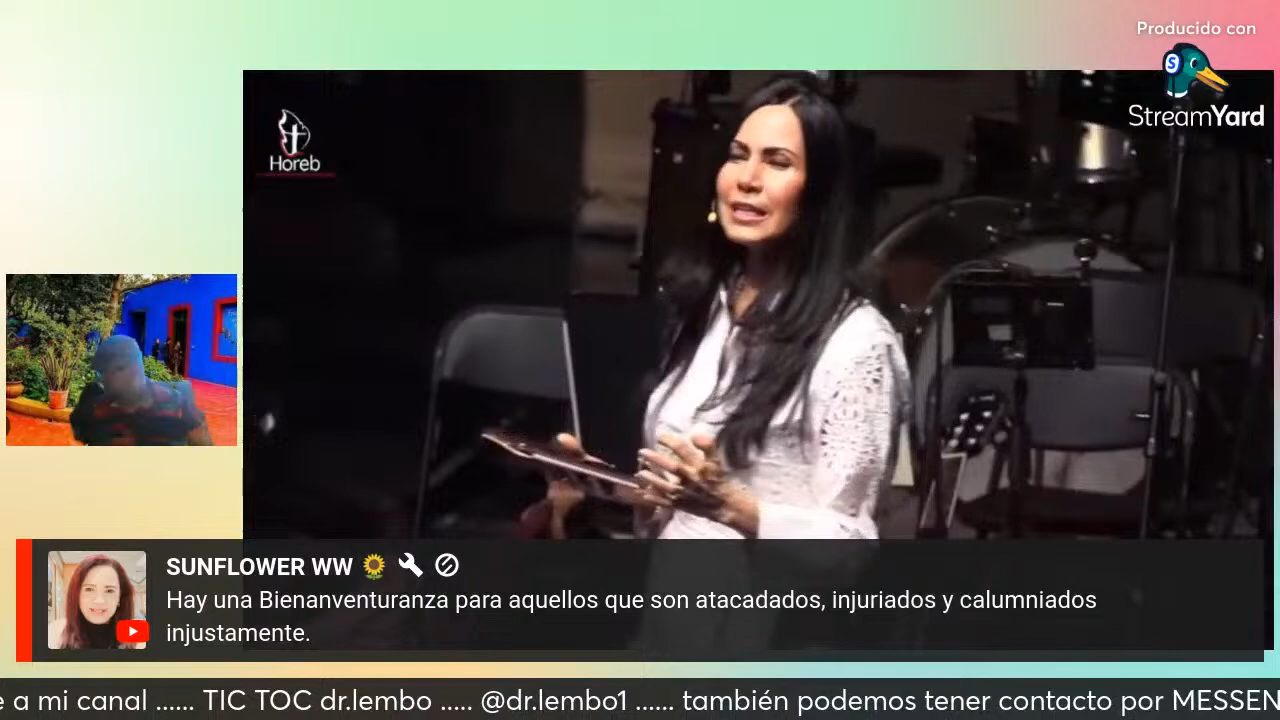 Producido con
StreamYard
Horeb
SUNFLOWER WW 🌻
Hay una Bienanventuranza para aquellos que son atacadados, injuriados y calumniados
injustamente.
e a mi canal ...... TIC TOC dr.lembo ..... @dr.lembo1 ...... también podemos tener contacto por MESSEN